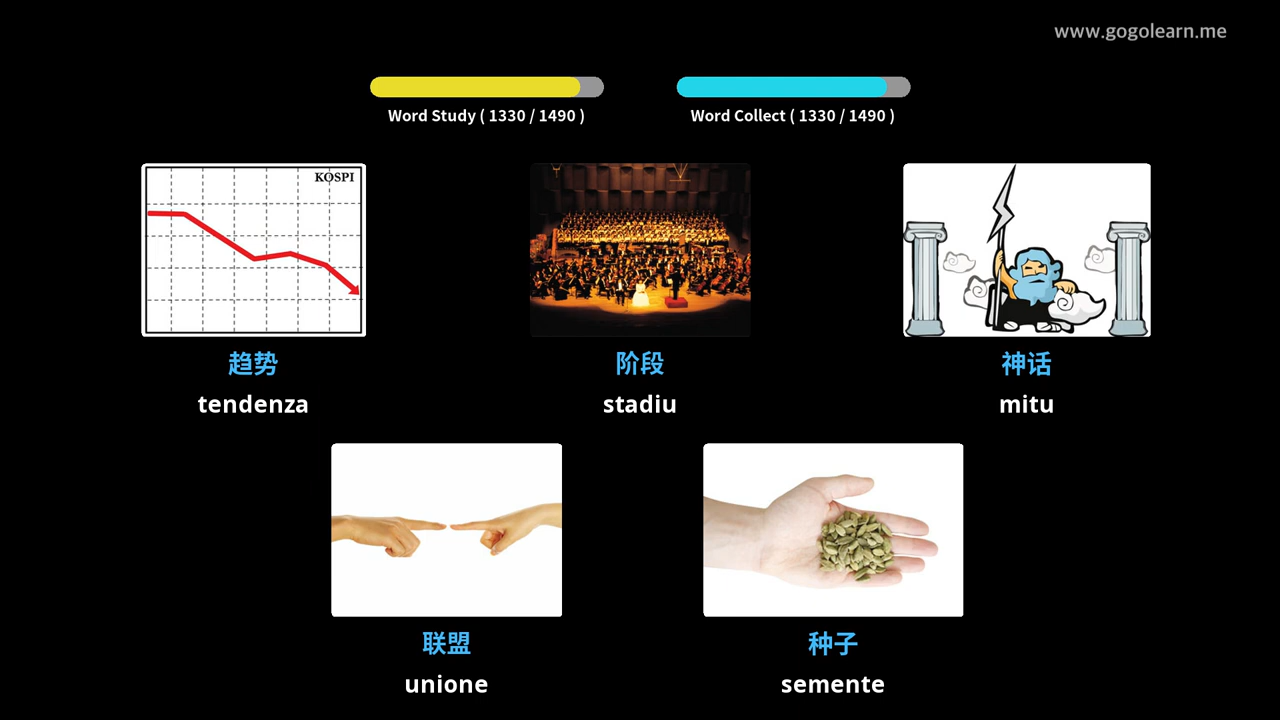 www.gogolearn.me
Word Study ( 1330 / 1490 )
Word Collect ( 1330 / 1490 )
KOSPI
趋势
阶段
神话
tendenza
stadiu
mitu
联盟
种子
unione
semente